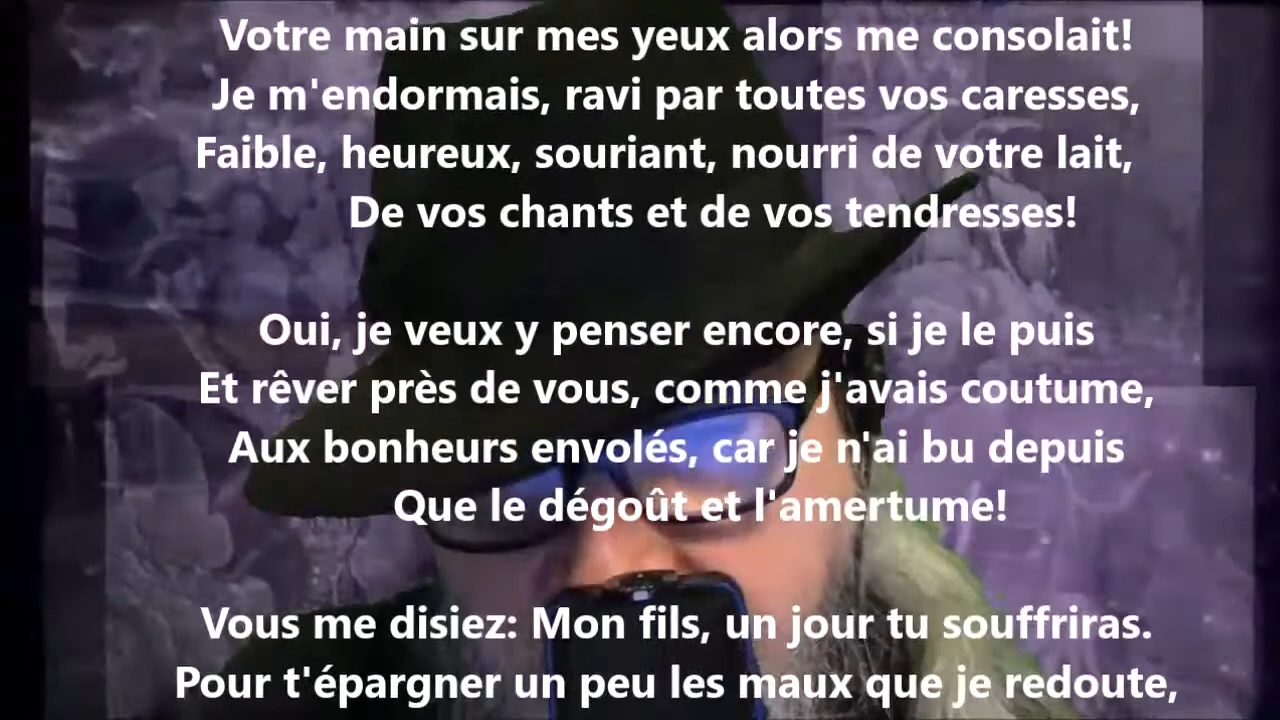 Votre main sur mes yeux alors me consolait!
Je m'endormais, ravi par toutes vos caresses,
Faible, heureux, souriant, nourri de votre lait,
De vos chants et de vos tendresses!
Oui, je veux y penser encore, si je le puis
Et rêver près de vous, comme j'avais coutume,
Aux bonheurs envolés, car je n'ai bu depuis
Que le dégoût et l'amertume!
Vous me disiez: Mon fils, un jour tu souffriras.
Pour t'épargner un peu les maux que je redoute,